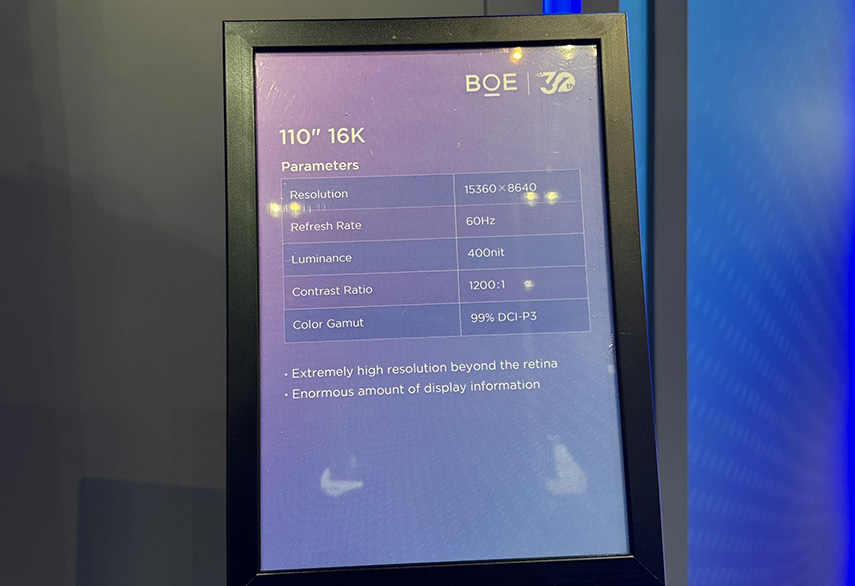 BOE | 30th
110" 16K
Parameters
Resolution 15360×8640
Refresh Rate 60Hz
Luminance 400nit
Contrast Ratio 1200:1
Color Gamut 99% DCI-P3
· Extremely high resolution beyond the retina
· Enormous amount of display information